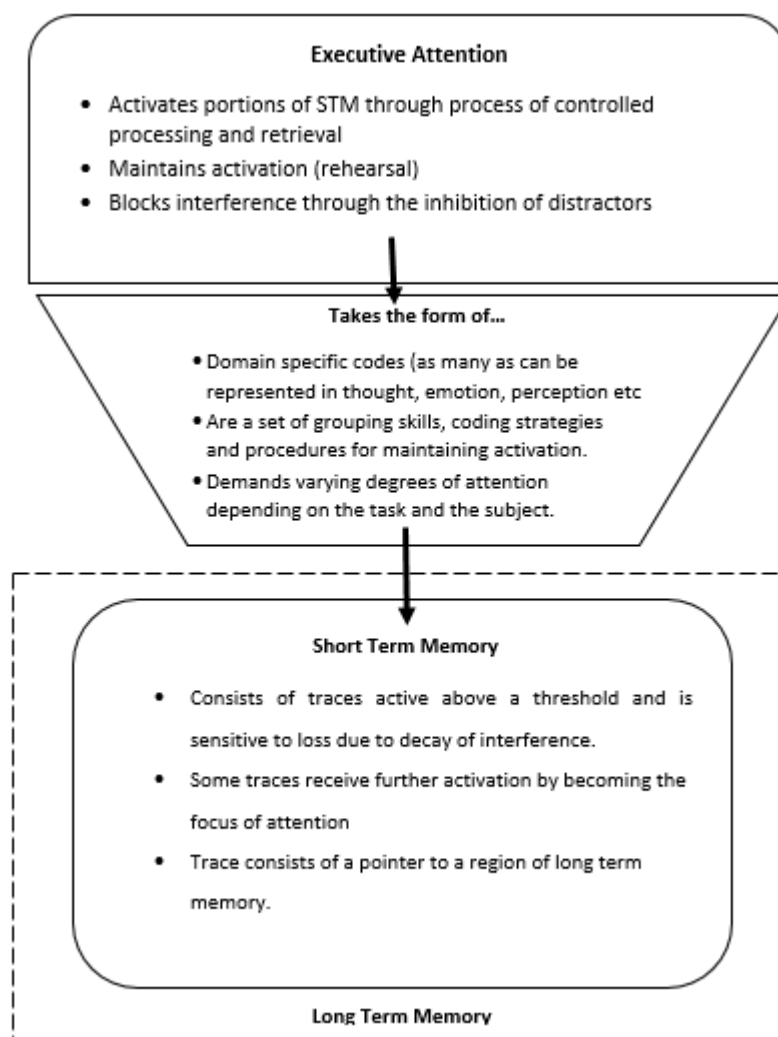 Executive Attention
• Activates portions of STM through process of controlled
processing and retrieval
• Maintains activation (rehearsal)
• Blocks interference through the inhibition of distractors
Takes the form of...
• Domain specific codes (as many as can be
represented in thought, emotion, perception etc
• Are a set of grouping skills, coding strategies
and procedures for maintaining activation.
• Demands varying degrees of attention
depending on the task and the subject.
Short Term Memory
• Consists of traces active above a threshold and is
sensitive to loss due to decay of interference.
• Some traces receive further activation by becoming the
focus of attention
• Trace consists of a pointer to a region of long term
memory.
Long Term Memory